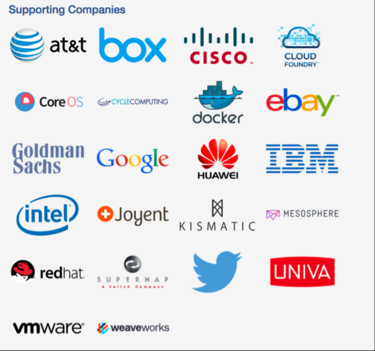 Supporting Companies
at&t box CISCO CLOUD FOUNDRY
CoreOS CYCLECOMPUTING docker ebay
Goldman Sachs Google HUAWEI IBM
intel Joyent KISMATIC MESOSPHERE
redhat SUPERNAP A Switch Company UNIVA
vmware weaveworks